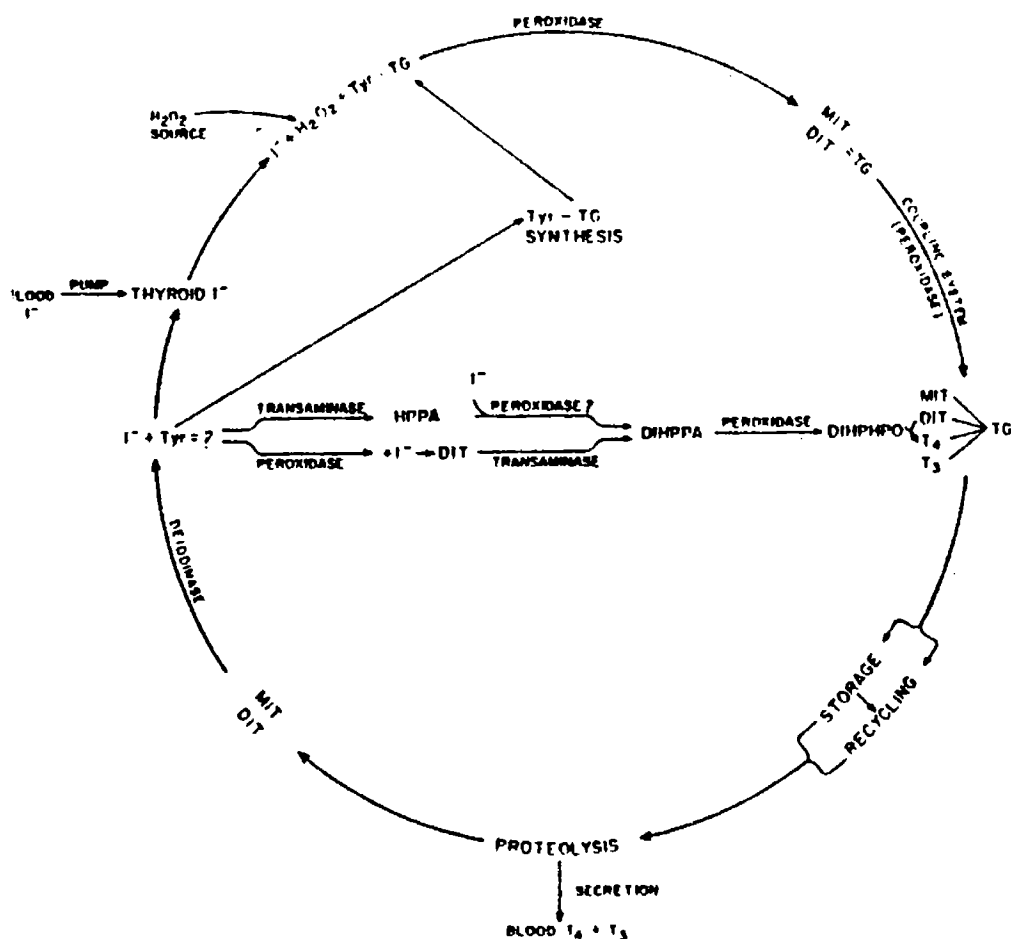 PEROXIDASE
I⁻ + H₂O₂ + Tyr - TG
H₂O₂
SOURCE
MIT
DIT - TG
Tyr - TG
SYNTHESIS
COUPLING SYSTEM
(PEROXIDASE)
LOOD
I⁻
PUMP
THYROID I⁻
I⁻
MIT
TRANSAMINASE
HPPA
PEROXIDASE ?
DIT
I⁻ + Tyr = ?
DIHPPA
PEROXIDASE
DIHPHPO
TG
T₄
PEROXIDASE
+I⁻ → DIT
TRANSAMINASE
T₃
DEIODINASE
STORAGE
RECYCLING
MIT
DIT
PROTEOLYSIS
SECRETION
BLOOD T₄ + T₃